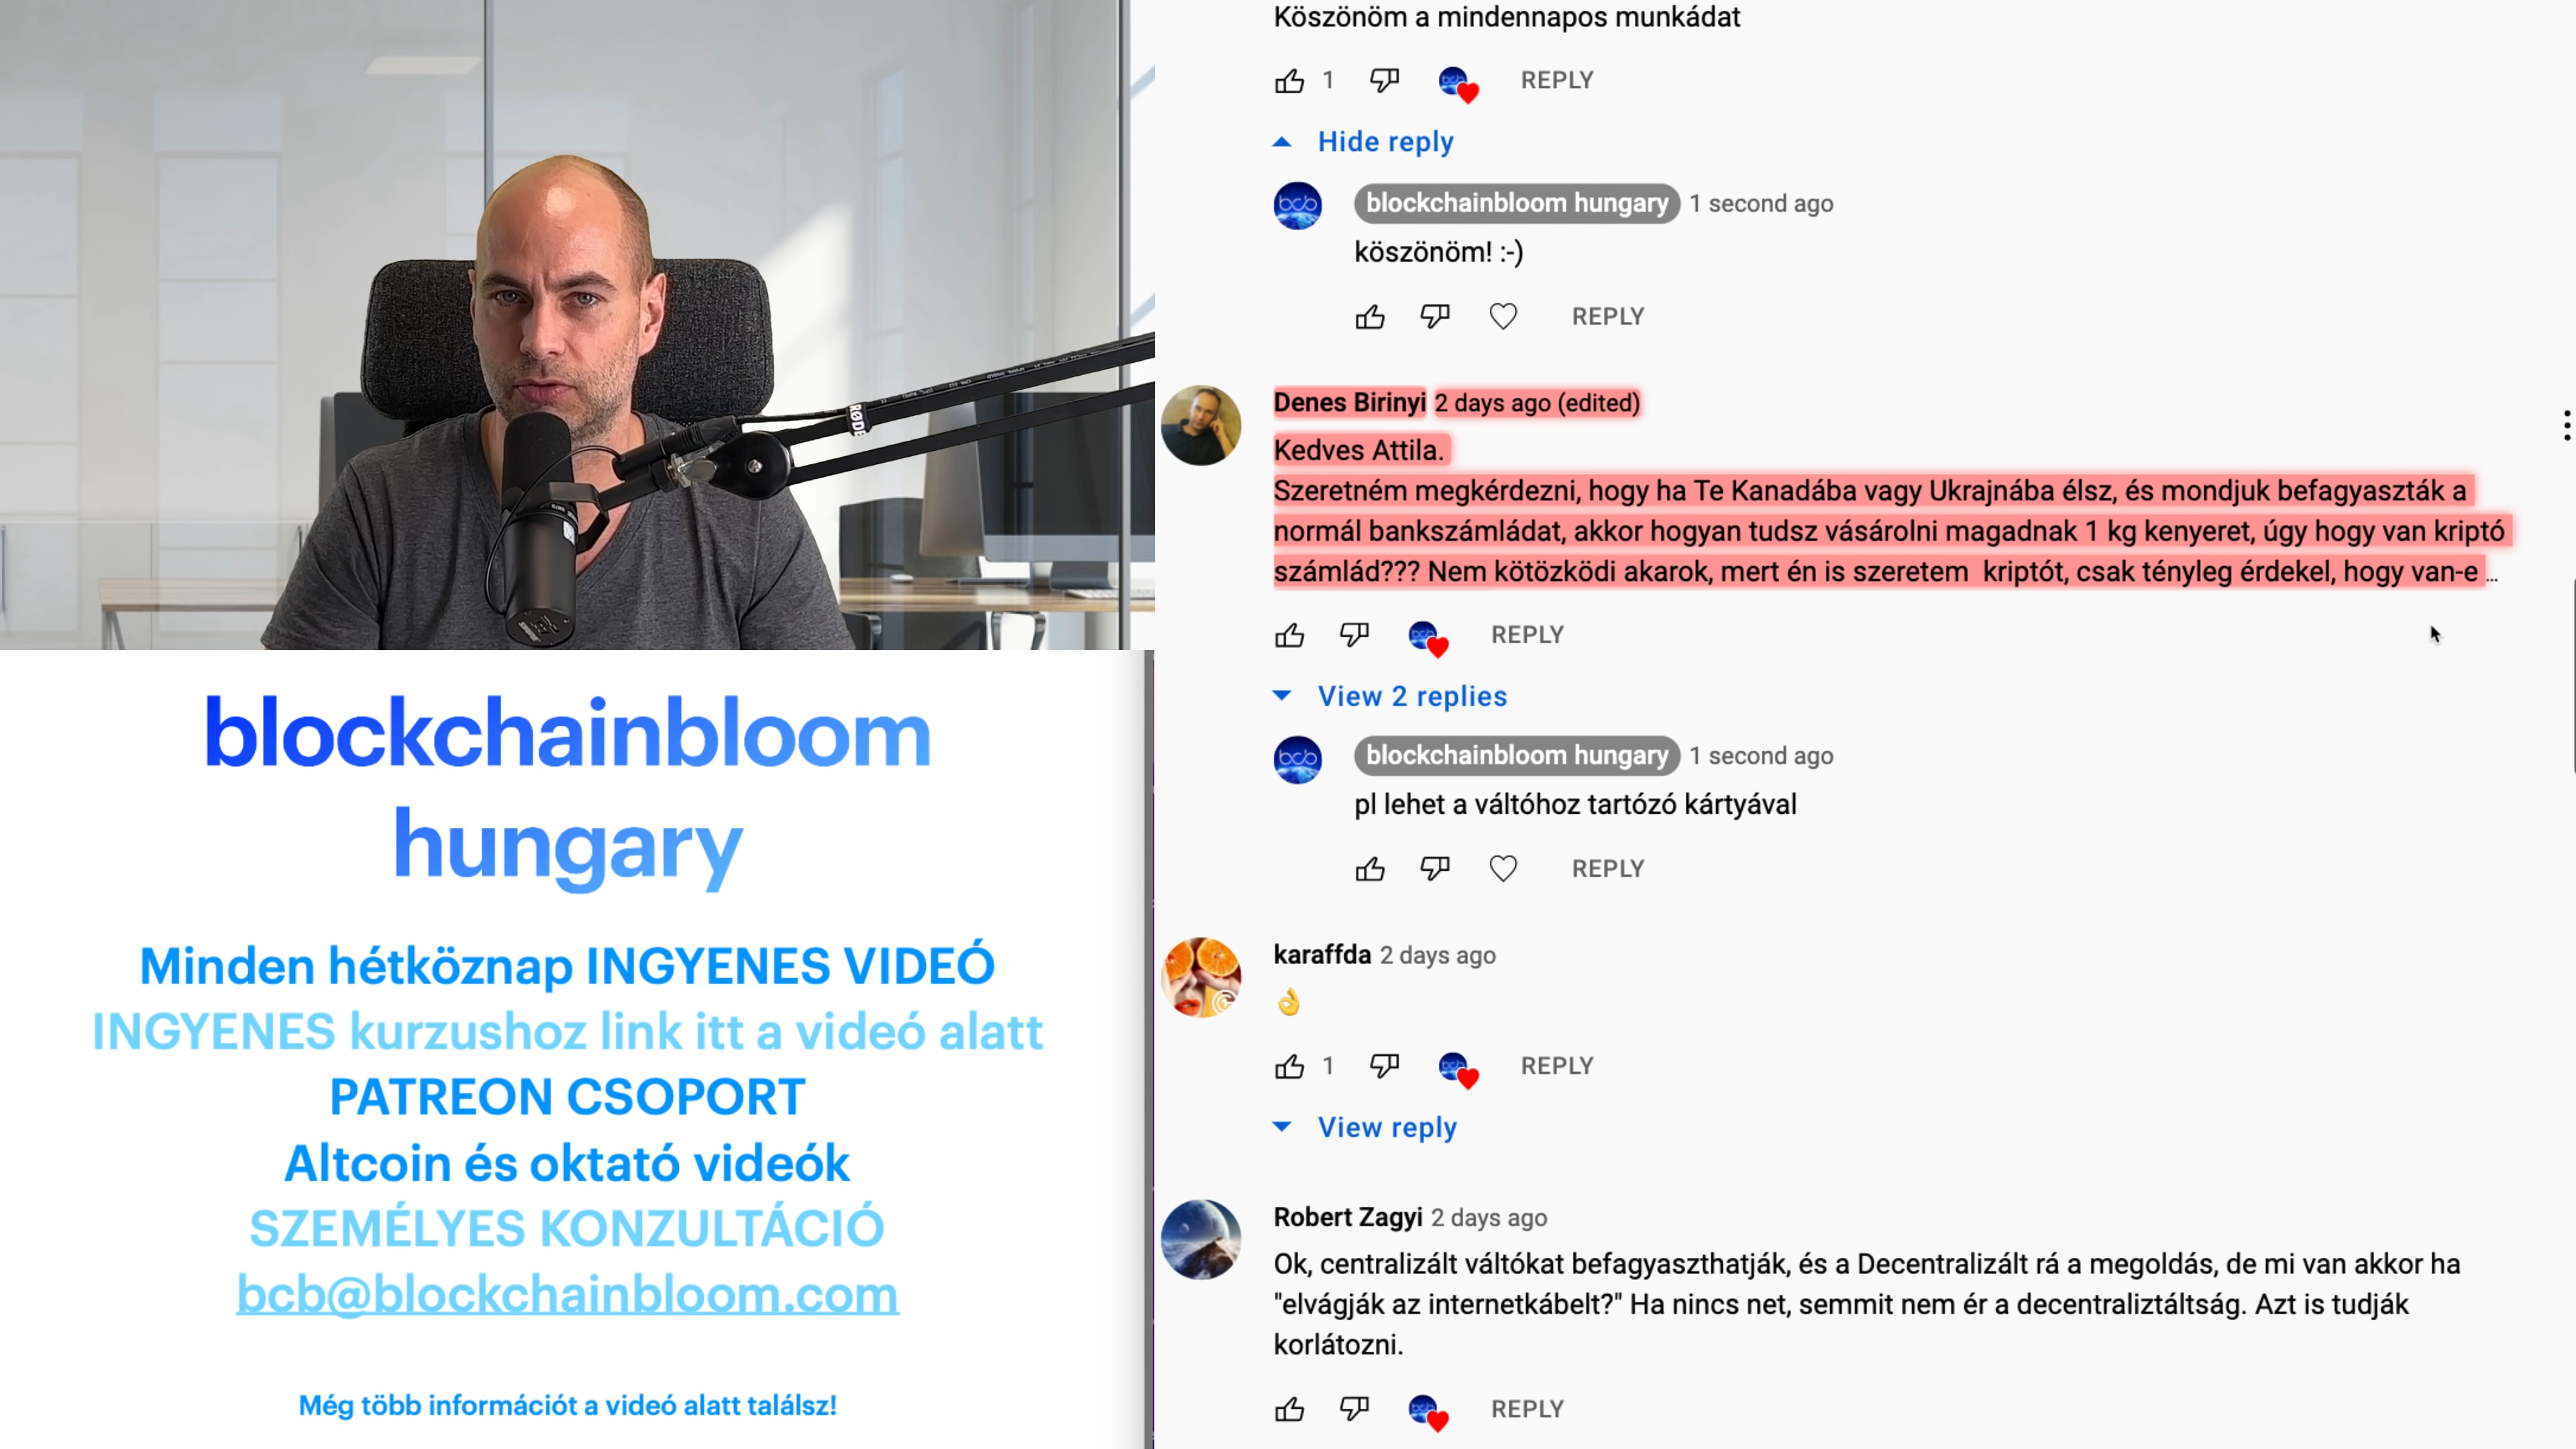 RØDE
blockchainbloom
hungary
Minden hétköznap INGYENES VIDEÓ
INGYENES kurzushoz link itt a videó alatt
PATREON CSOPORT
Altcoin és oktató videók
SZEMÉLYES KONZULTÁCIÓ
bcb@blockchainbloom.com
Még több információt a videó alatt találsz!
Köszönöm a mindennapos munkádat
1 REPLY
Hide reply
bcb blockchainbloom hungary 1 second ago
köszönöm! :-)
REPLY
Denes Birinyi 2 days ago (edited)
Kedves Attila.
Szeretném megkérdezni, hogy ha Te Kanadába vagy Ukrajnába élsz, és mondjuk befagyaszták a
normál bankszámládat, akkor hogyan tudsz vásárolni magadnak 1 kg kenyeret, úgy hogy van kriptó
számlád??? Nem kötözködi akarok, mert én is szeretem kriptót, csak tényleg érdekel, hogy van-e ...
REPLY
View 2 replies
bcb blockchainbloom hungary 1 second ago
pl lehet a váltóhoz tartózó kártyával
REPLY
karaffda 2 days ago
👌
1 REPLY
View reply
Robert Zagyi 2 days ago
Ok, centralizált váltókat befagyaszthatják, és a Decentralizált rá a megoldás, de mi van akkor ha
"elvágják az internetkábelt?" Ha nincs net, semmit nem ér a decentraliztáltság. Azt is tudják
korlátozni.
REPLY